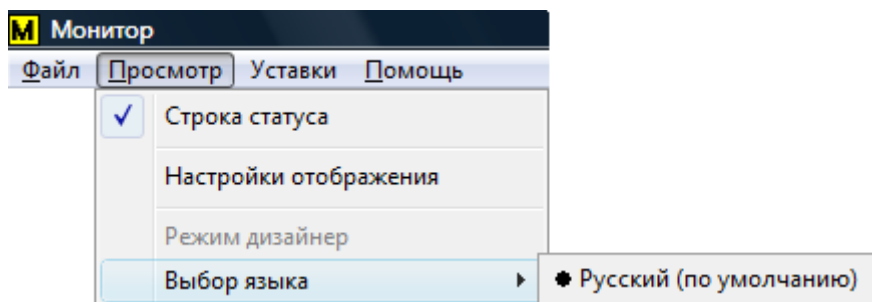 М Монитор
Файл Просмотр Уставки Помощь
Строка статуса
Настройки отображения
Режим дизайнер
Выбор языка Русский (по умолчанию)